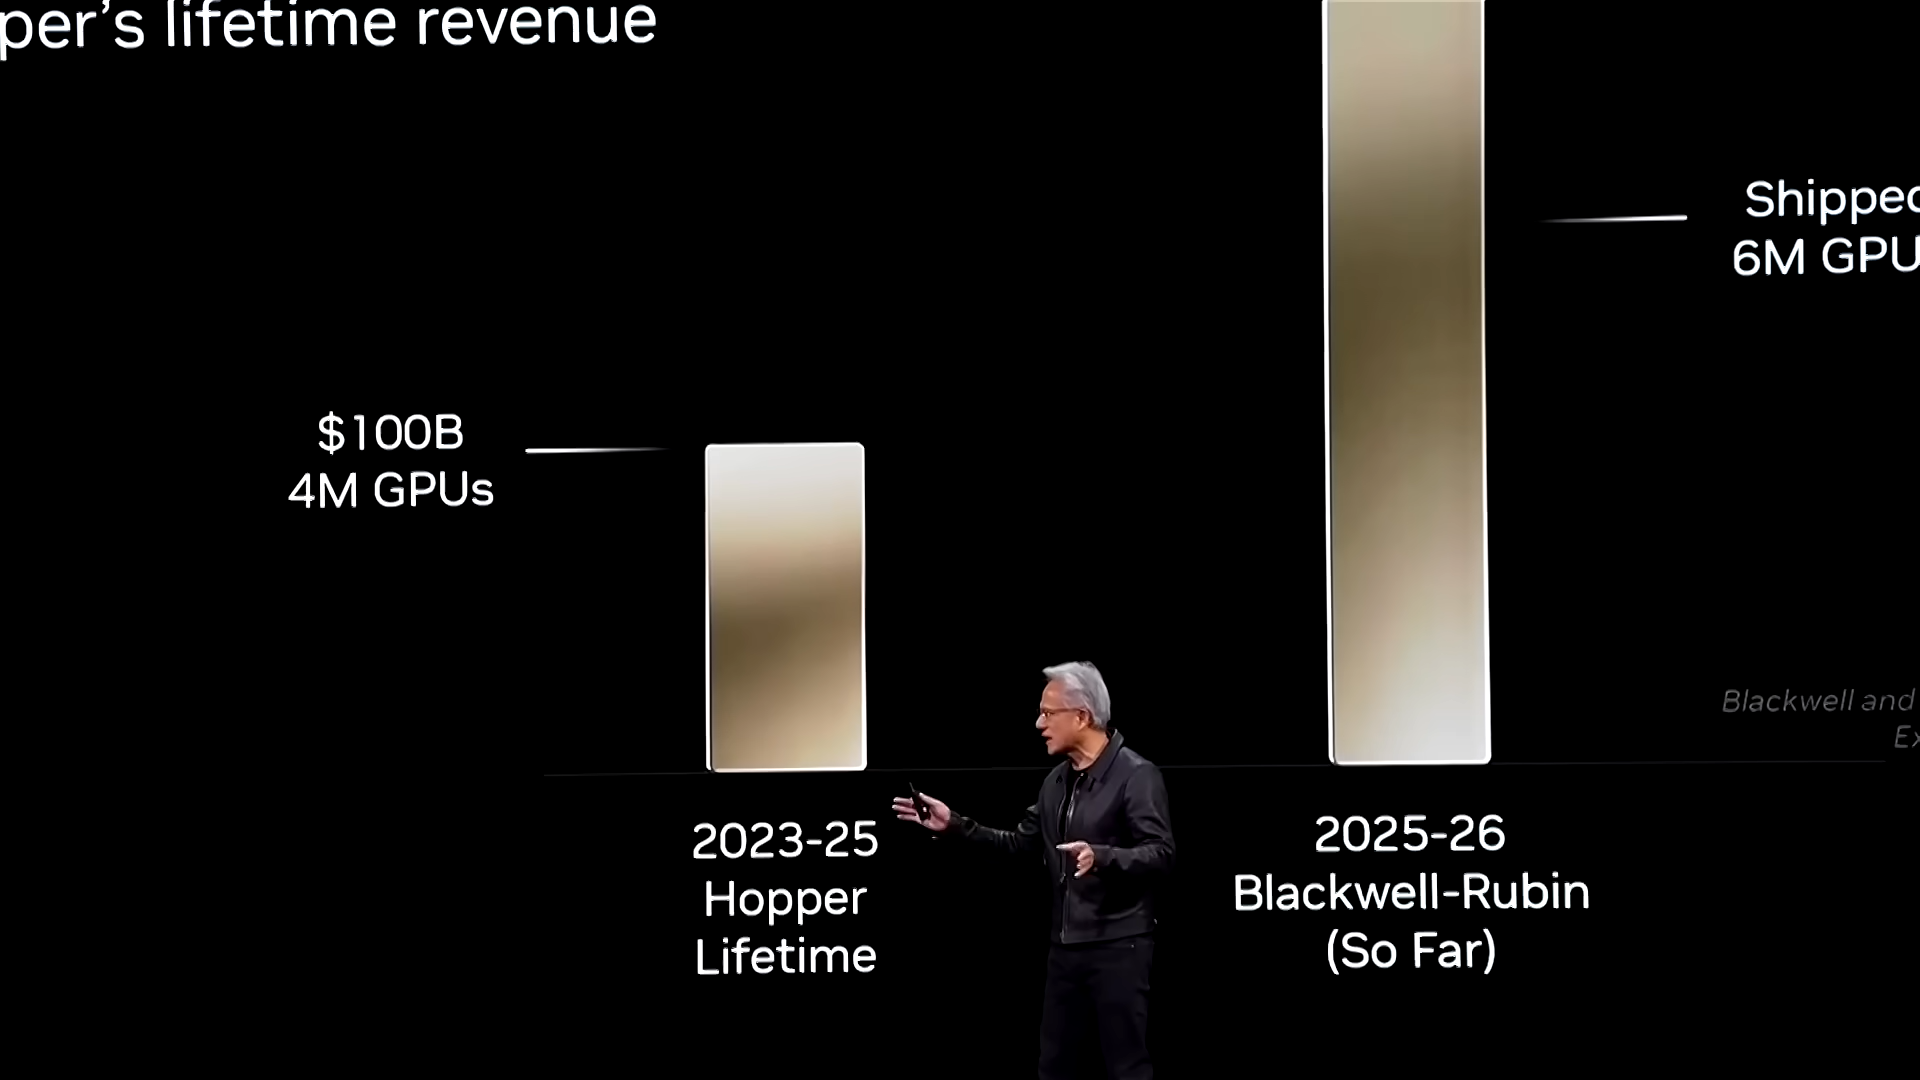 per’s lifetime revenue
Shipped
6M GPU
$100B
4M GPUs
Blackwell and
Ex
2023-25
Hopper
Lifetime
2025-26
Blackwell-Rubin
(So Far)